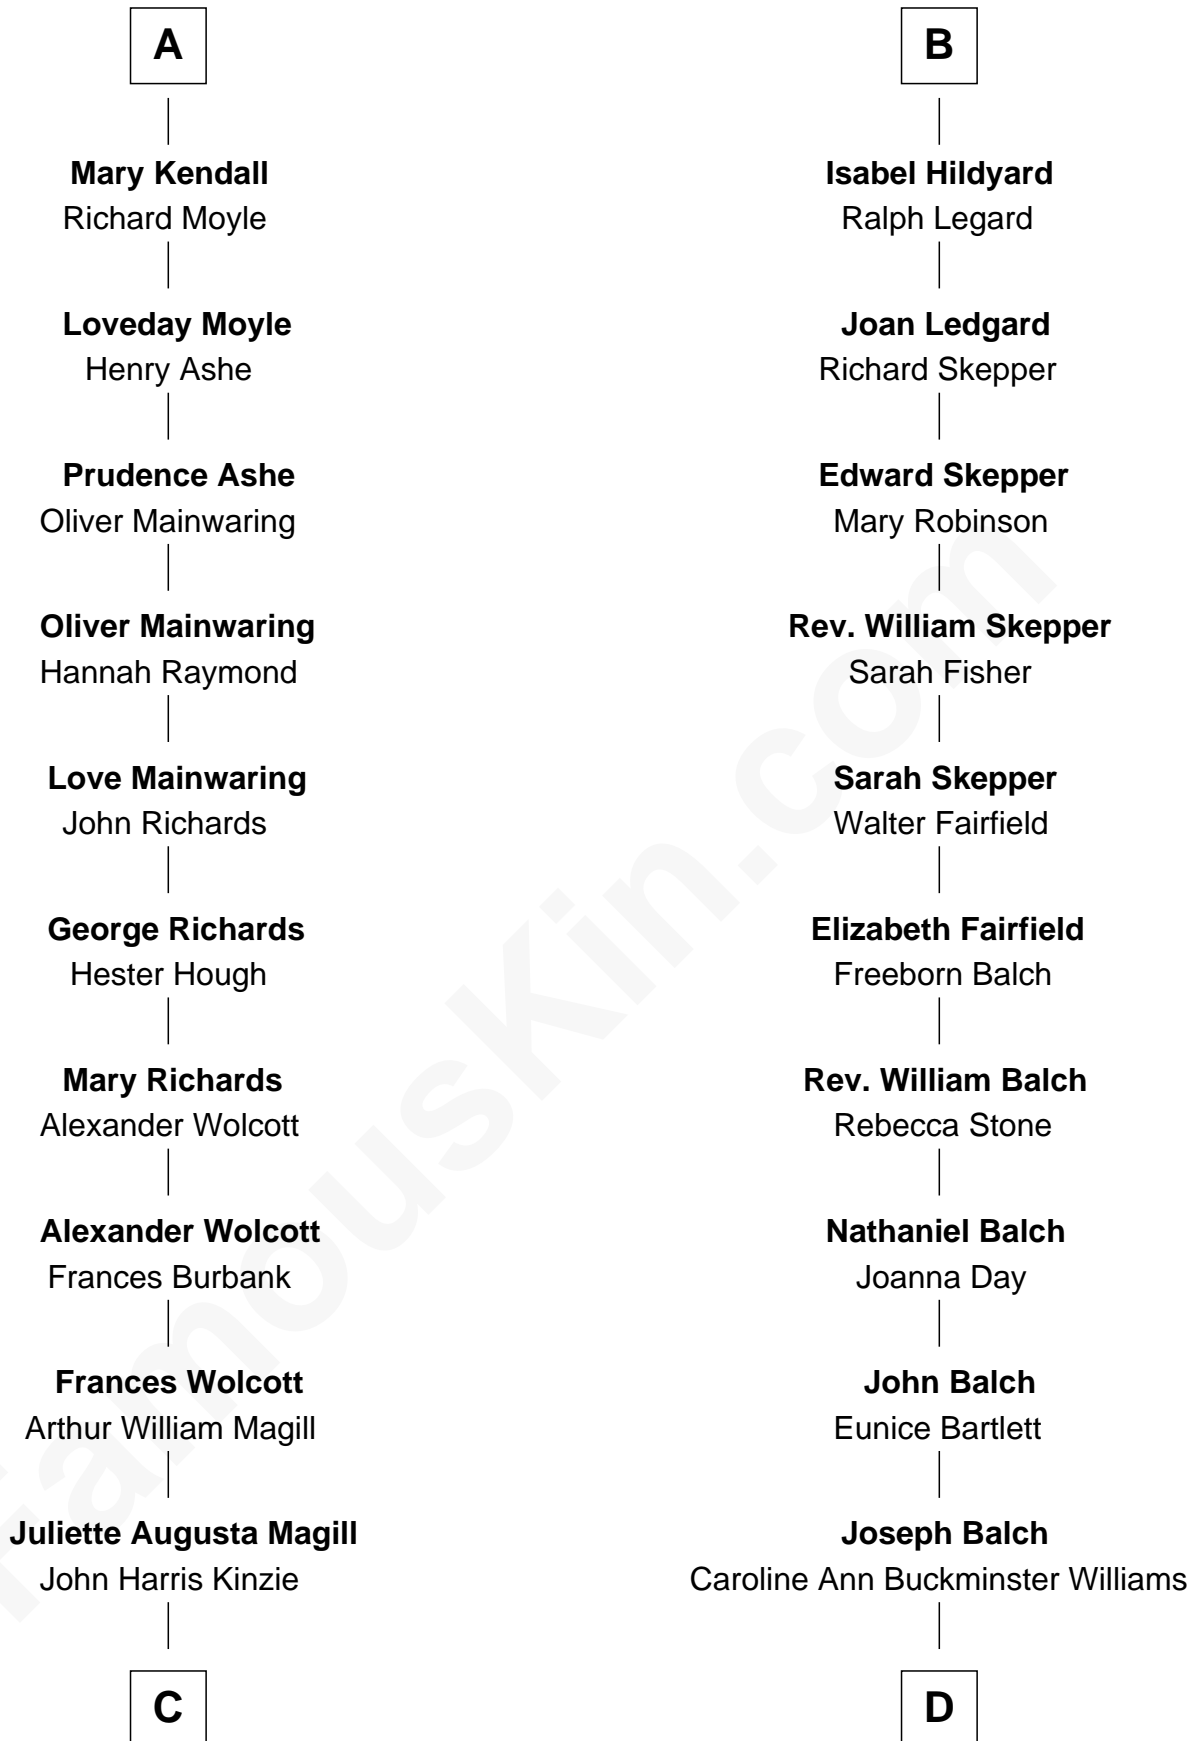 A
Mary Kendall
Richard Moyle
Loveday Moyle
Henry Ashe
Prudence Ashe
Oliver Mainwaring
Oliver Mainwaring
Hannah Raymond
Love Mainwaring
John Richards
George Richards
Hester Hough
Mary Richards
Alexander Wolcott
Alexander Wolcott
Frances Burbank
Frances Wolcott
Arthur William Magill
Juliette Augusta Magill
John Harris Kinzie
C
B
Isabel Hildyard
Ralph Legard
Joan Ledgard
Richard Skepper
Edward Skepper
Mary Robinson
Rev. William Skepper
Sarah Fisher
Sarah Skepper
Walter Fairfield
Elizabeth Fairfield
Freeborn Balch
Rev. William Balch
Rebecca Stone
Nathaniel Balch
Joanna Day
John Balch
Eunice Bartlett
Joseph Balch
Caroline Ann Buckminster Williams
D
FamousKin.com